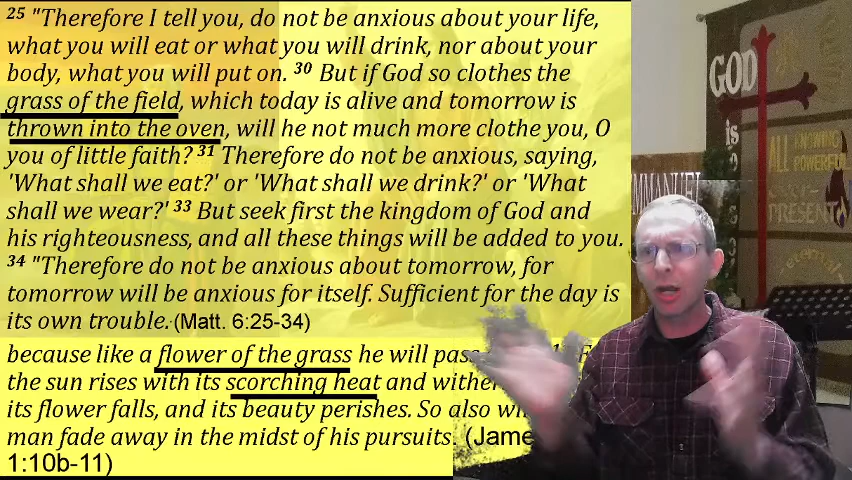 25 "Therefore I tell you, do not be anxious about your life,
what you will eat or what you will drink, nor about your
body, what you will put on. 30 But if God so clothes the
grass of the field, which today is alive and tomorrow is
thrown into the oven, will he not much more clothe you, O
you of little faith? 31 Therefore do not be anxious, saying,
'What shall we eat?' or 'What shall we drink?' or 'What
shall we wear?' 33 But seek first the kingdom of God and
his righteousness, and all these things will be added to you.
34 "Therefore do not be anxious about tomorrow, for
tomorrow will be anxious for itself. Sufficient for the day is
its own trouble. (Matt. 6:25-34)
because like a flower of the grass he will pass
the sun rises with its scorching heat and
its flower falls, and its beauty perishes. So also
man fade away in the midst of his pursuits. (Jame
1:10b-11)
GOD
is
ALL KNOWING
POWERFUL
PRESENT
eternal
MMANUEL